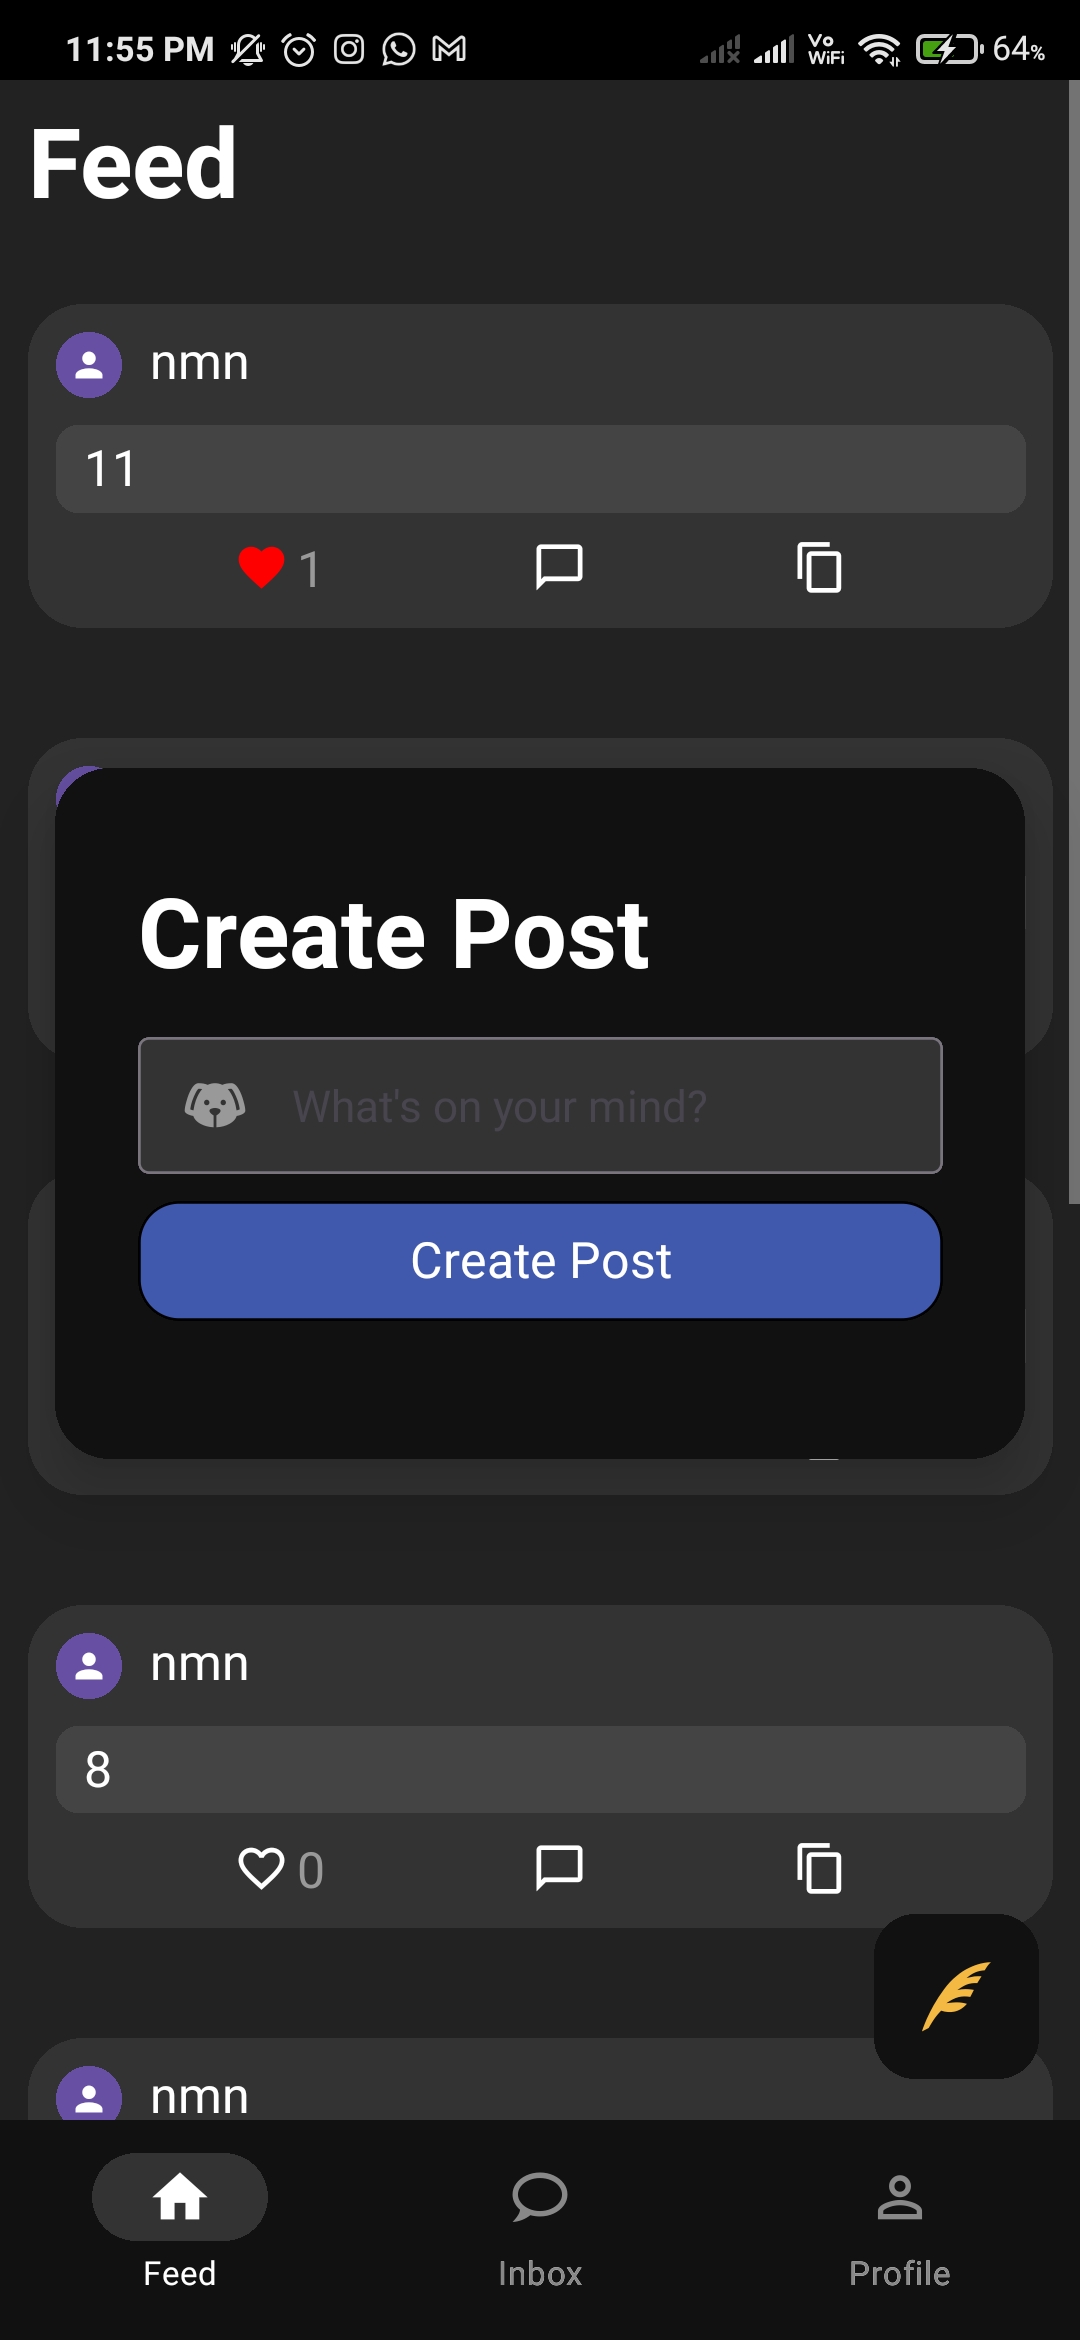 11:55 PM
Vo
WiFi
64%
Feed
nmn
11
1
Create Post
What's on your mind?
Create Post
nmn
8
0
nmn
Feed
Inbox
Profile